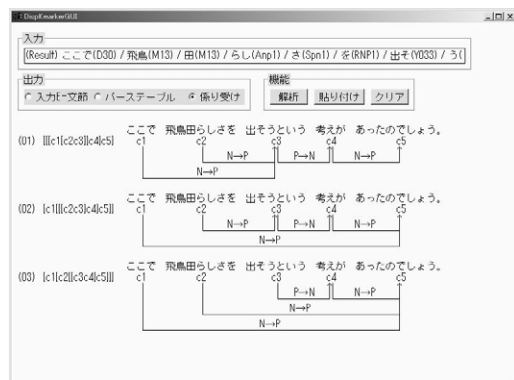 DispKmarkerGUI
入力
(Result) ここで(D30) / 飛鳥(M13) / 田(M13) / らし(Anp1) / さ(Spn1) / を(RNP1) / 出そ(Y033) / う(
出力 機能
入力E-文節 パーステーブル 係り受け 解析 貼り付け クリア
ここで 飛鳥田らしさを 出そうという 考えが あったのでしょう。
(01) [[[c1[c2c3]]c4]c5] c1 c2 c3 c4 c5
N→P P→N N→P
N→P
ここで 飛鳥田らしさを 出そうという 考えが あったのでしょう。
(02) [c1[[[c2c3]c4]c5]] c1 c2 c3 c4 c5
N→P P→N N→P
N→P
ここで 飛鳥田らしさを 出そうという 考えが あったのでしょう。
(03) [c1[c2[[c3c4]c5]]] c1 c2 c3 c4 c5
P→N N→P
N→P
N→P